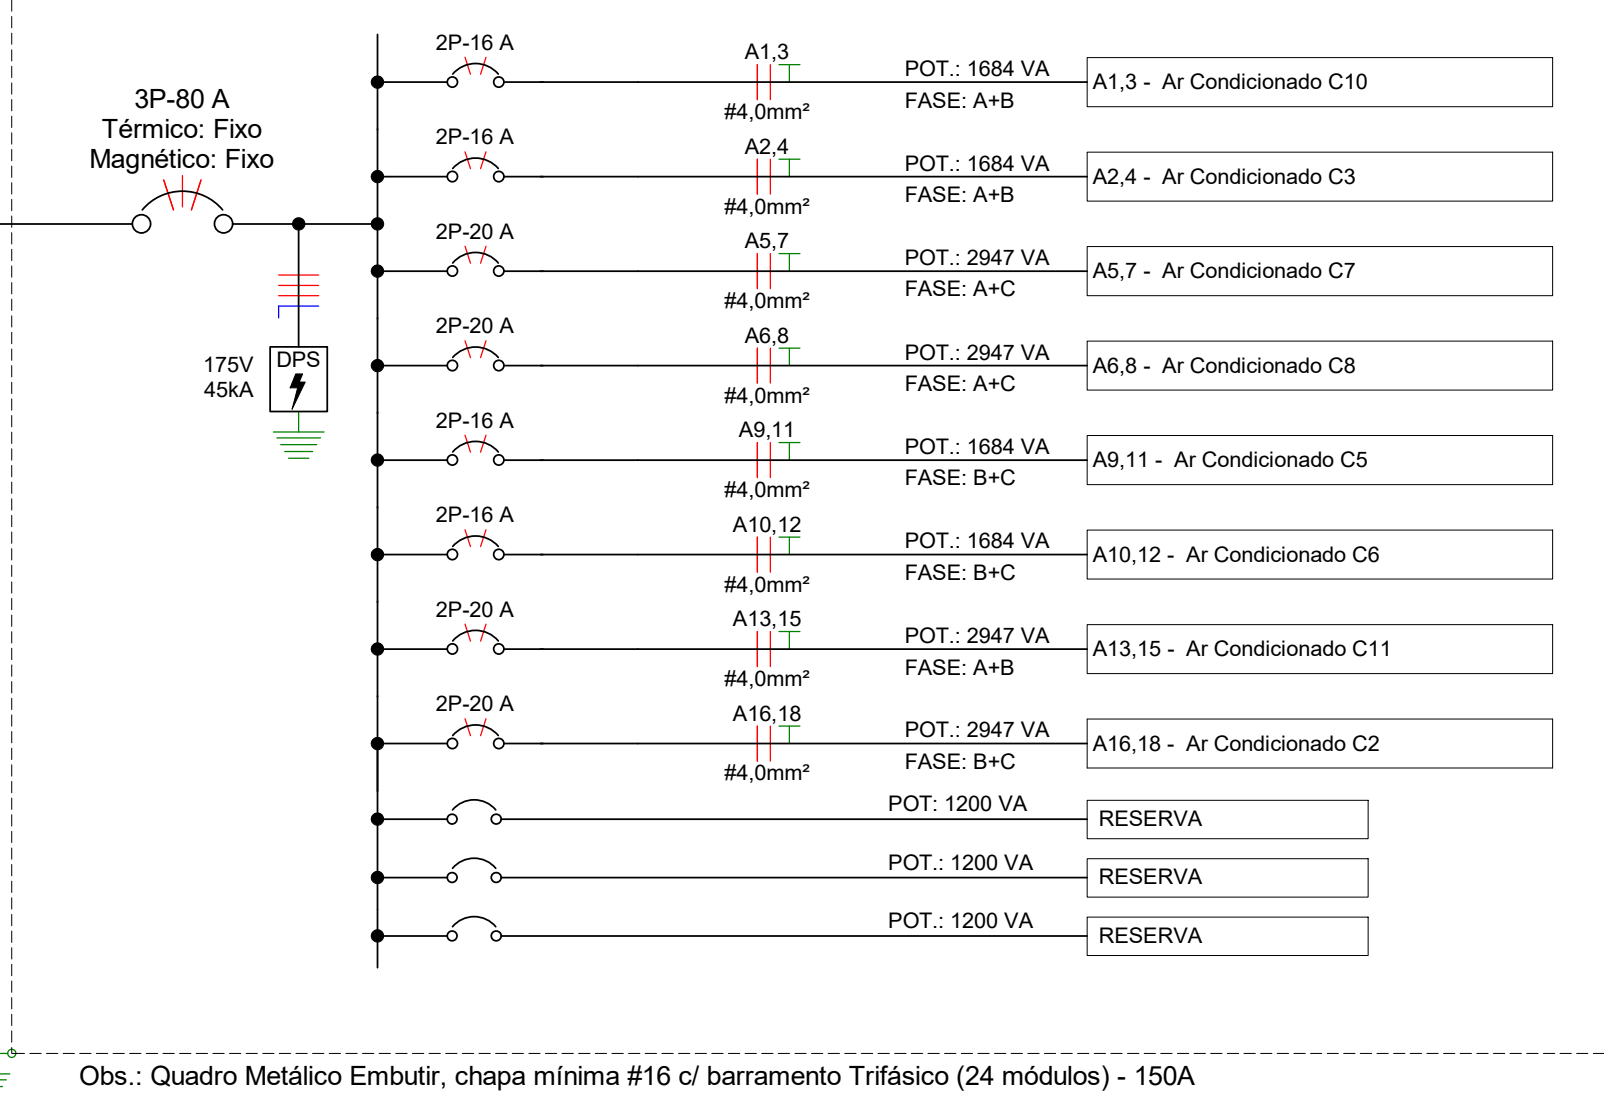 3P-80 A
Térmico: Fixo
Magnético: Fixo
175V
45kA
DPS
2P-16 A
A1,3
#4,0mm²
POT.: 1684 VA
FASE: A+B
A1,3 - Ar Condicionado C10
2P-16 A
A2,4
#4,0mm²
POT.: 1684 VA
FASE: A+B
A2,4 - Ar Condicionado C3
2P-20 A
A5,7
#4,0mm²
POT.: 2947 VA
FASE: A+C
A5,7 - Ar Condicionado C7
2P-20 A
A6,8
#4,0mm²
POT.: 2947 VA
FASE: A+C
A6,8 - Ar Condicionado C8
2P-16 A
A9,11
#4,0mm²
POT.: 1684 VA
FASE: B+C
A9,11 - Ar Condicionado C5
2P-16 A
A10,12
#4,0mm²
POT.: 1684 VA
FASE: B+C
A10,12 - Ar Condicionado C6
2P-20 A
A13,15
#4,0mm²
POT.: 2947 VA
FASE: A+B
A13,15 - Ar Condicionado C11
2P-20 A
A16,18
#4,0mm²
POT.: 2947 VA
FASE: B+C
A16,18 - Ar Condicionado C2
POT: 1200 VA
RESERVA
POT.: 1200 VA
RESERVA
POT.: 1200 VA
RESERVA
Obs.: Quadro Metálico Embutir, chapa mínima #16 c/ barramento Trifásico (24 módulos) - 150A